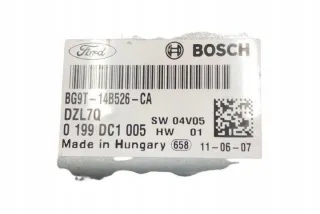 Ford BOSCH
BG9T-14B526-CA
DZL7Q SW 04V05
0 199 DC1 005 HW 01
Made in Hungary 658 11-06-07